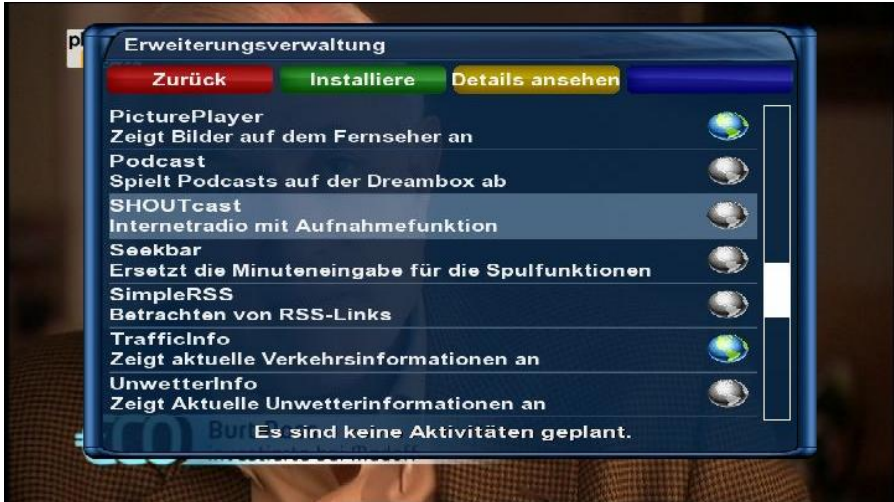 Erweiterungsverwaltung
Zurück Installiere Details ansehen
PicturePlayer
Zeigt Bilder auf dem Fernseher an
Podcast
Spielt Podcasts auf der Dreambox ab
SHOUTcast
Internetradio mit Aufnahmefunktion
Seekbar
Ersetzt die Minuteneingabe für die Spulfunktionen
SimpleRSS
Betrachten von RSS-Links
TrafficInfo
Zeigt aktuelle Verkehrsinformationen an
UnwetterInfo
Zeigt Aktuelle Unwetterinformationen an
Es sind keine Aktivitäten geplant.